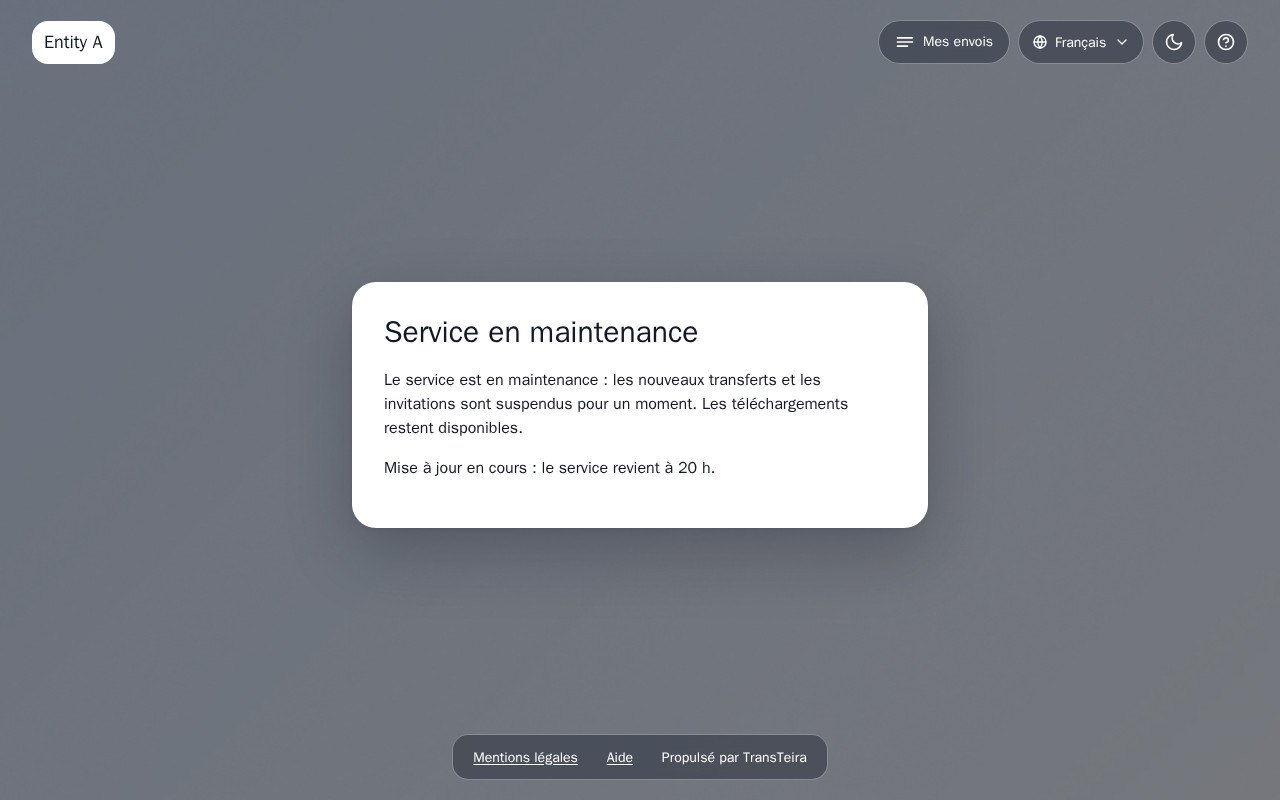 Entity A
Mes envois
Français
Service en maintenance
Le service est en maintenance : les nouveaux transferts et les
invitations sont suspendus pour un moment. Les téléchargements
restent disponibles.
Mise à jour en cours : le service revient à 20 h.
Mentions légales
Aide
Propulsé par TransTeira